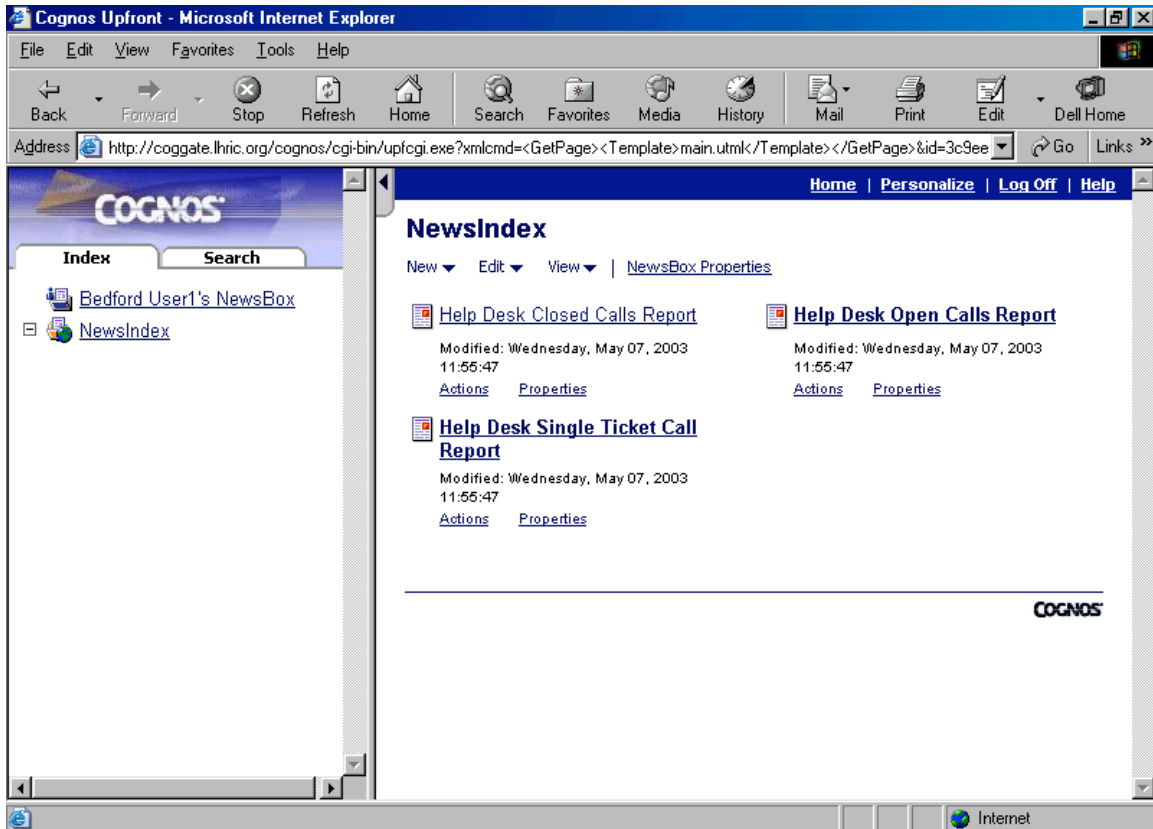 Cognos Upfront - Microsoft Internet Explorer
File Edit View Favorites Tools Help
Back Forward Stop Refresh Home Search Favorites Media History Mail Print Edit Dell Home
Address http://coggate.lhric.org/cognos/cgi-bin/upfcgi.exe?xmlcmd=<GetPage><Template>main.utml</Template></GetPage>&id=3c9ee Go Links »
COGNOS
Index Search
Bedford User1's NewsBox
NewsIndex
Home | Personalize | Log Off | Help
NewsIndex
New Edit View | NewsBox Properties
Help Desk Closed Calls Report
Modified: Wednesday, May 07, 2003
11:55:47
Actions Properties
Help Desk Open Calls Report
Modified: Wednesday, May 07, 2003
11:55:47
Actions Properties
Help Desk Single Ticket Call
Report
Modified: Wednesday, May 07, 2003
11:55:47
Actions Properties
COGNOS
Internet